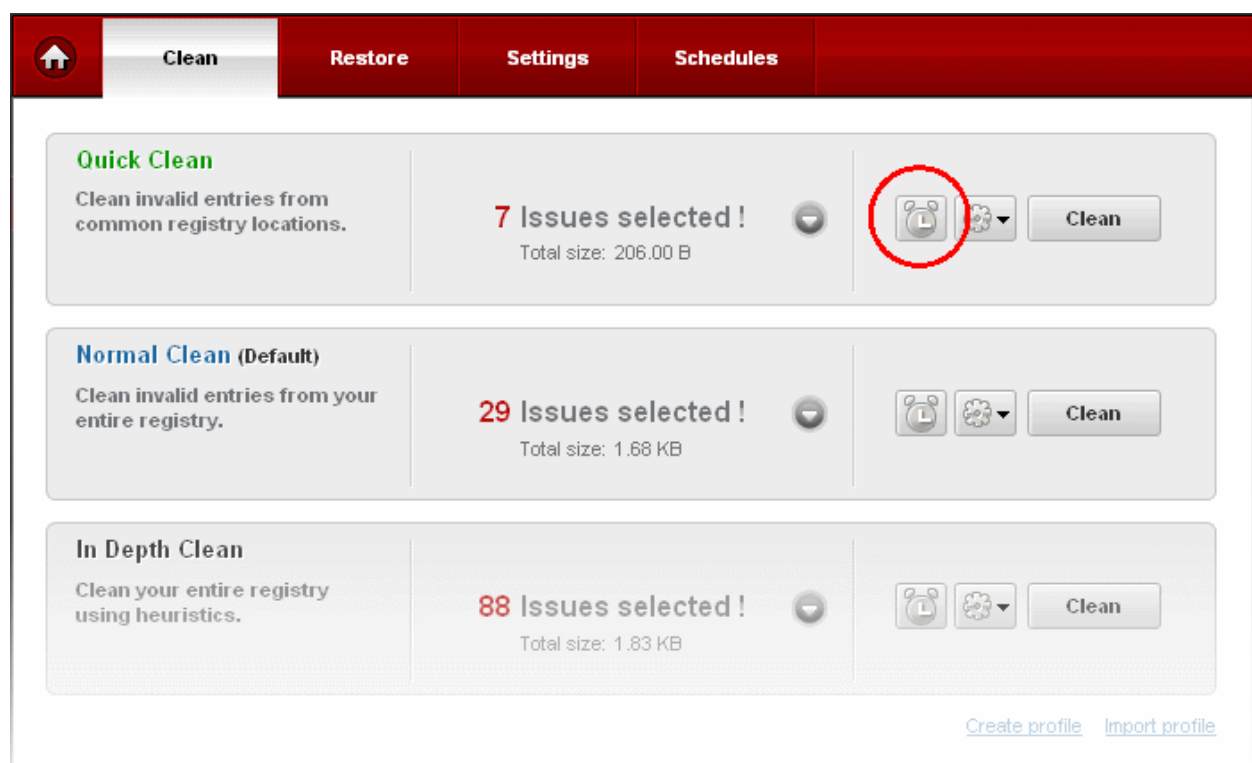 Clean
Restore
Settings
Schedules
Quick Clean
Clean invalid entries from
common registry locations.
7 Issues selected !
Total size: 206.00 B
Clean
Normal Clean (Default)
Clean invalid entries from your
entire registry.
29 Issues selected !
Total size: 1.68 KB
Clean
In Depth Clean
Clean your entire registry
using heuristics.
88 Issues selected !
Total size: 1.83 KB
Clean
Create profile
Import profile